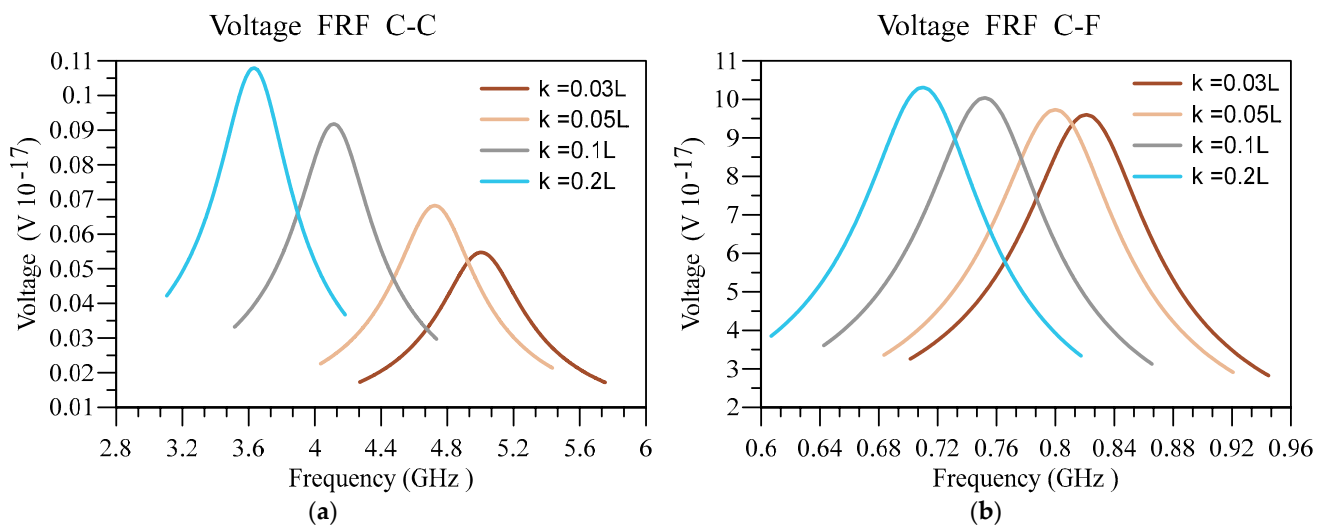 (a)
Voltage FRF C-C
0.11
0.1
0.09
0.08
0.07
0.06
0.05
0.04
0.03
0.02
0.01
Voltage (V 10⁻¹⁷)
k =0.03L
k =0.05L
k =0.1L
k =0.2L
2.8 3.2 3.6 4 4.4 4.8 5.2 5.6 6
Frequency (GHz )
(a)
Voltage FRF C-F
11
10
9
8
7
6
5
4
3
2
Voltage (V 10⁻¹⁷)
k =0.03L
k =0.05L
k =0.1L
k =0.2L
0.6 0.64 0.68 0.72 0.76 0.8 0.84 0.88 0.92 0.96
Frequency (GHz )
(b)
(b)